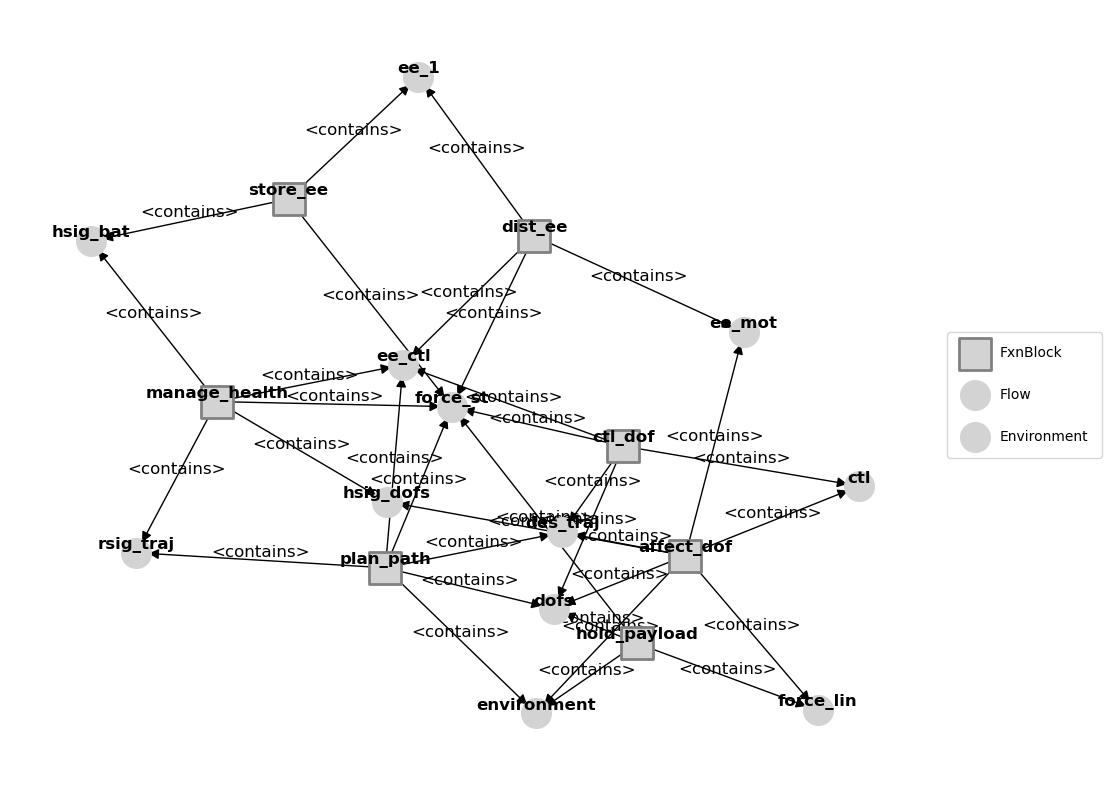 ee_1
<contains>
<contains>
store_ee
<contains>
dist_ee
hsig_bat
<contains>
<contains>
<contains>
<contains>
<contains>
ee_mot
FxnBlock
ee_ctl
<contains>
manage_health
<contains>
force_st
<contains>
Flow
<contains>
ctl_dof
<contains>
Environment
<contains>
<contains>
<contains>
<contains>
<contains>
ctl
<contains>
hsig_dofs
<contains>
<contains>
des_traj
<contains>
rsig_traj
<contains>
<contains>
affect_dof
plan_path
<contains>
<contains>
dofs
<contains>
<contains>
<contains>
hold_payload
<contains>
<contains>
environment
force_lin